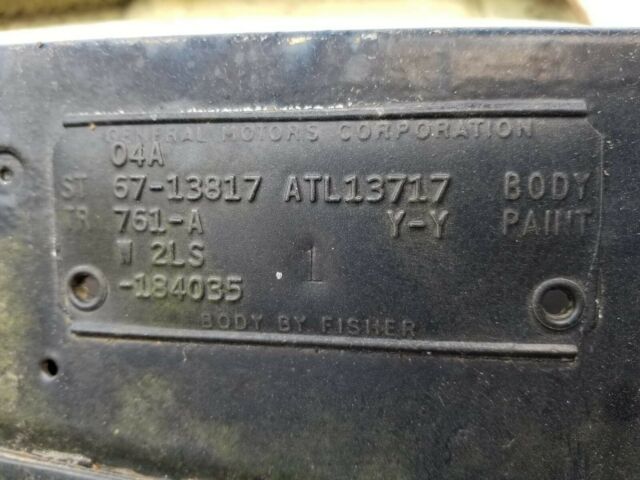 GENERAL MOTORS CORPORATION
04A
ST 67-13817 ATL13717 BODY
TR 761-A Y-Y PAINT
W 2LS 1
-184035
BODY BY FISHER